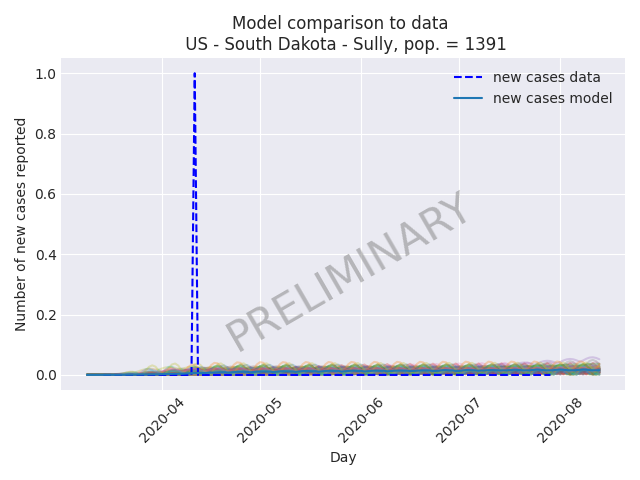 Model comparison to data
US - South Dakota - Sully, pop. = 1391
new cases data
new cases model
Number of new cases reported
1.0
0.8
0.6
0.4
0.2
0.0
PRELIMINARY
2020-04
2020-05
2020-06
2020-07
2020-08
Day